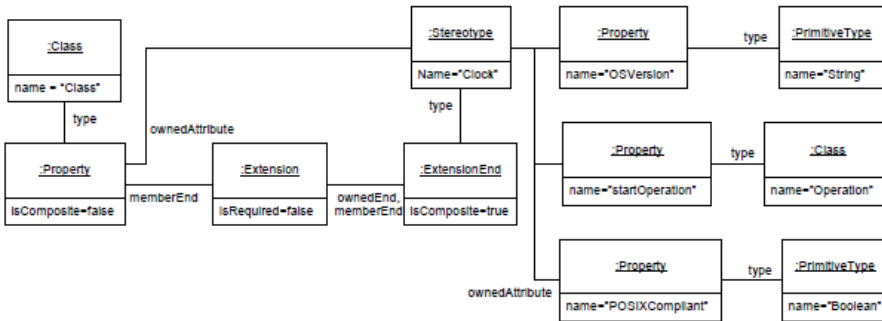 :Class
name = "Class"
:Stereotype
Name="Clock"
:Property
name="OSVersion"
type
:PrimitiveType
name="String"
type
ownedAttribute
type
:Property
isComposite=false
memberEnd
:Extension
isRequired=false
ownedEnd,
memberEnd
:ExtensionEnd
isComposite=true
:Property
name="startOperation"
type
:Class
name="Operation"
ownedAttribute
:Property
name="POSIXCompliant"
type
:PrimitiveType
name="Boolean"